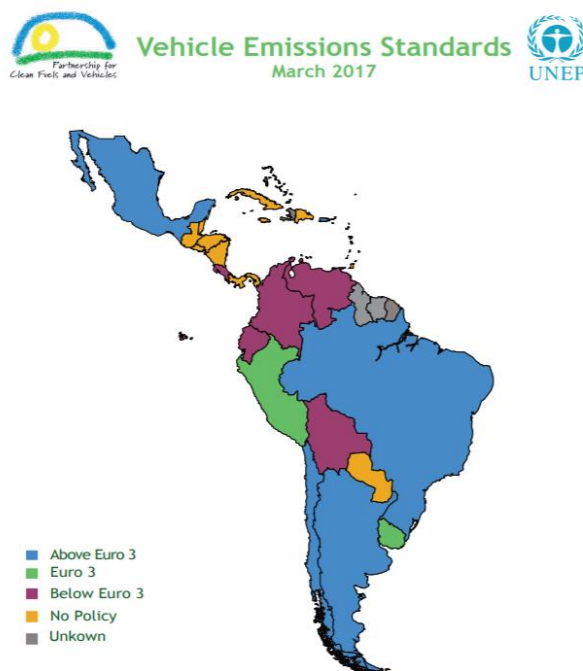 Partnership for
Clean Fuels and Vehicles
Vehicle Emissions Standards
March 2017
UNEP
Above Euro 3
Euro 3
Below Euro 3
No Policy
Unkown